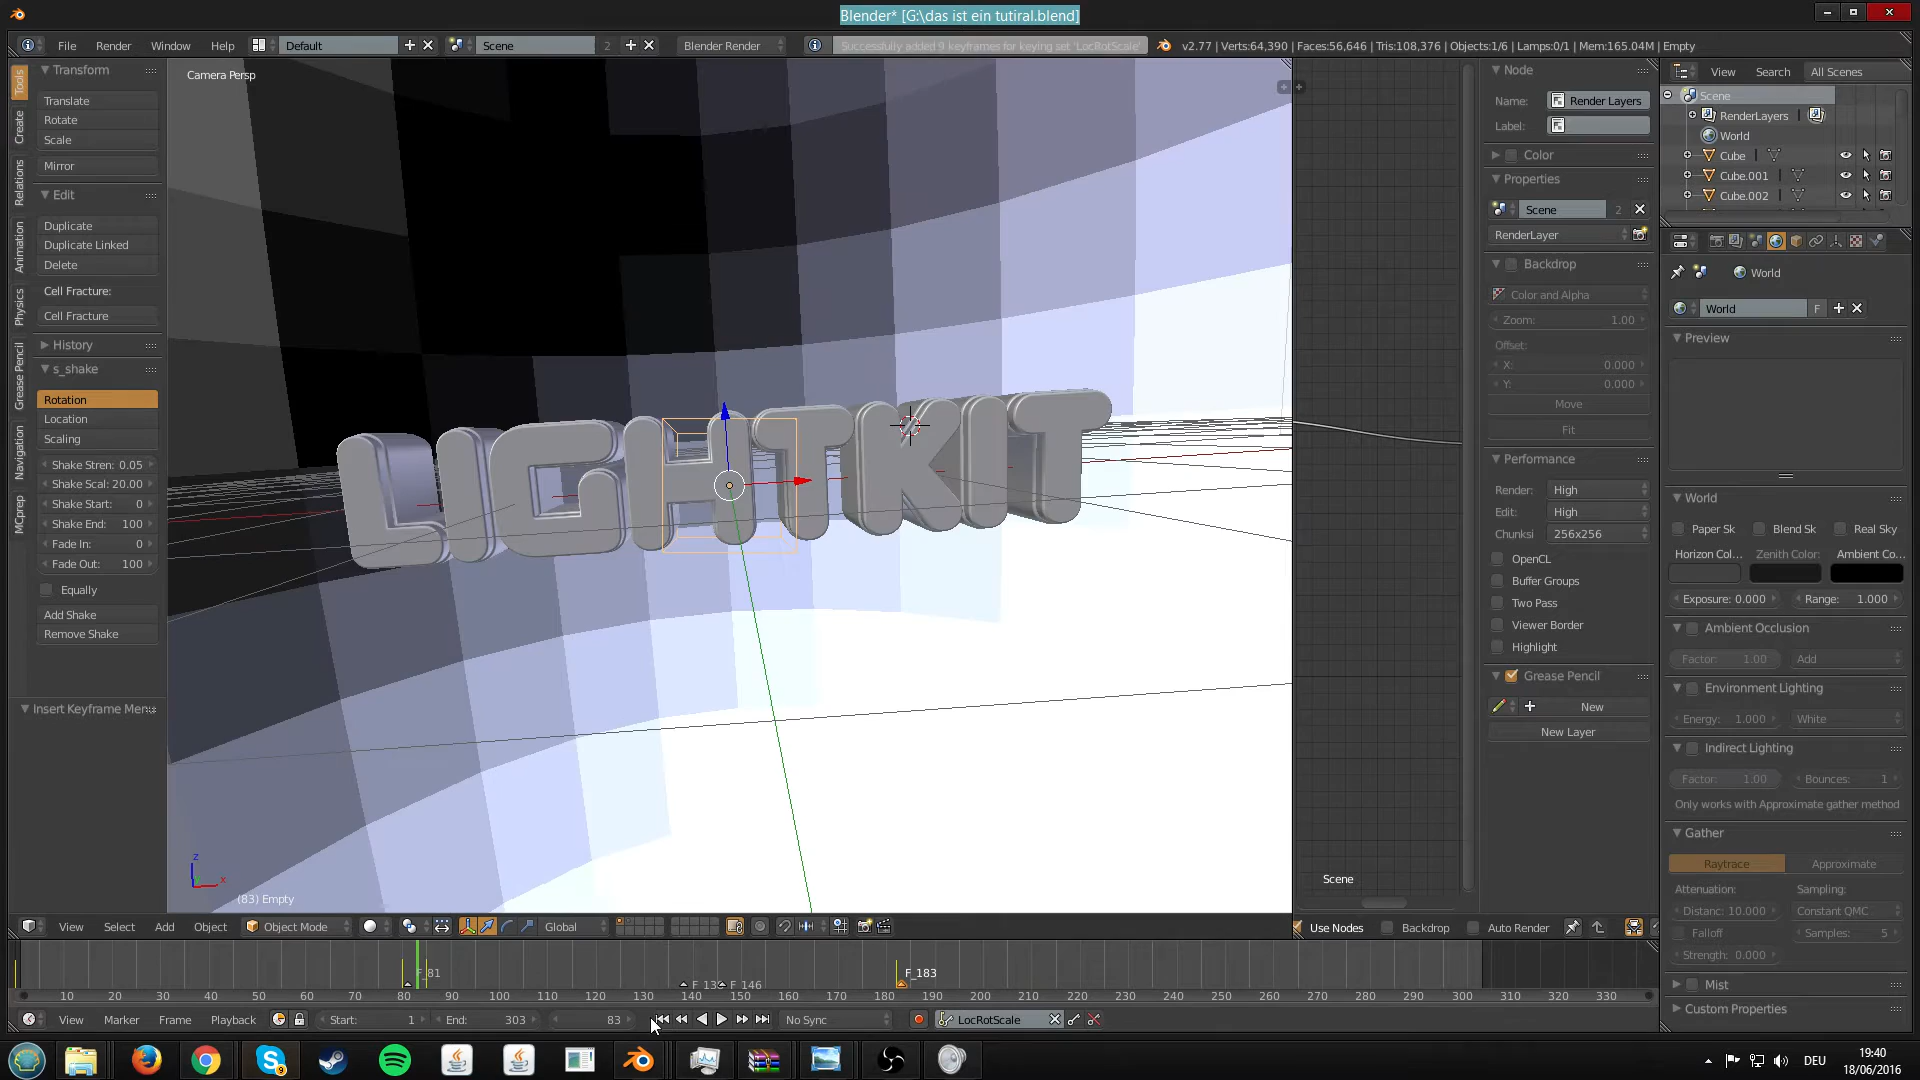 Blender* [G:\das ist ein tutiral.blend]
File Render Window Help Default Scene 2 Blender Render Successfully added 9 keyframes for keying set 'LocRotScale' v2.77 | Verts:64,390 | Faces:56,646 | Tris:108,376 | Objects:1/6 | Lamps:0/1 | Mem:165.04M | Empty
Tools
Create
Relations
Animation
Physics
Grease Pencil
Navigation
MCprep
Transform
Translate
Rotate
Scale
Mirror
Edit
Duplicate
Duplicate Linked
Delete
Cell Fracture:
Cell Fracture
History
s_shake
Rotation
Location
Scaling
Shake Stren: 0.05
Shake Scal: 20.00
Shake Start: 0
Shake End: 100
Fade In: 0
Fade Out: 100
Equally
Add Shake
Remove Shake
Insert Keyframe Menu
Camera Persp
LIGHTKIT
z
x
(83) Empty
Node
Name: Render Layers
Label:
Color
Properties
Scene 2
RenderLayer
Backdrop
Color and Alpha
Zoom: 1.00
Offset:
X: 0.000
Y: 0.000
Move
Fit
Performance
Render: High
Edit: High
Chunksi 256x256
OpenCL
Buffer Groups
Two Pass
Viewer Border
Highlight
Grease Pencil
New
New Layer
Scene
View Search All Scenes
Scene
RenderLayers |
World
Cube |
Cube.001 |
Cube.002 |
World
World F
Preview
World
Paper Sk Blend Sk Real Sky
Horizon Col... Zenith Color: Ambient Co...
Exposure: 0.000 Range: 1.000
Ambient Occlusion
Factor: 1.00 Add
Environment Lighting
Energy: 1.000 White
Indirect Lighting
Factor: 1.00 Bounces: 1
Only works with Approximate gather method
Gather
Raytrace Approximate
Attenuation: Sampling:
Distanc: 10.000 Constant QMC
Falloff Samples: 5
Strength: 0.000
Mist
Custom Properties
View Select Add Object Object Mode Global Use Nodes Backdrop Auto Render
F_81 F_146 F_183
10 20 30 40 50 60 70 80 90 100 110 120 130 140 150 160 170 180 190 200 210 220 230 240 250 260 270 280 290 300 310 320 330
View Marker Frame Playback Start: 1 End: 303 83 No Sync LocRotScale
9 DEU 19:40
18/06/2016